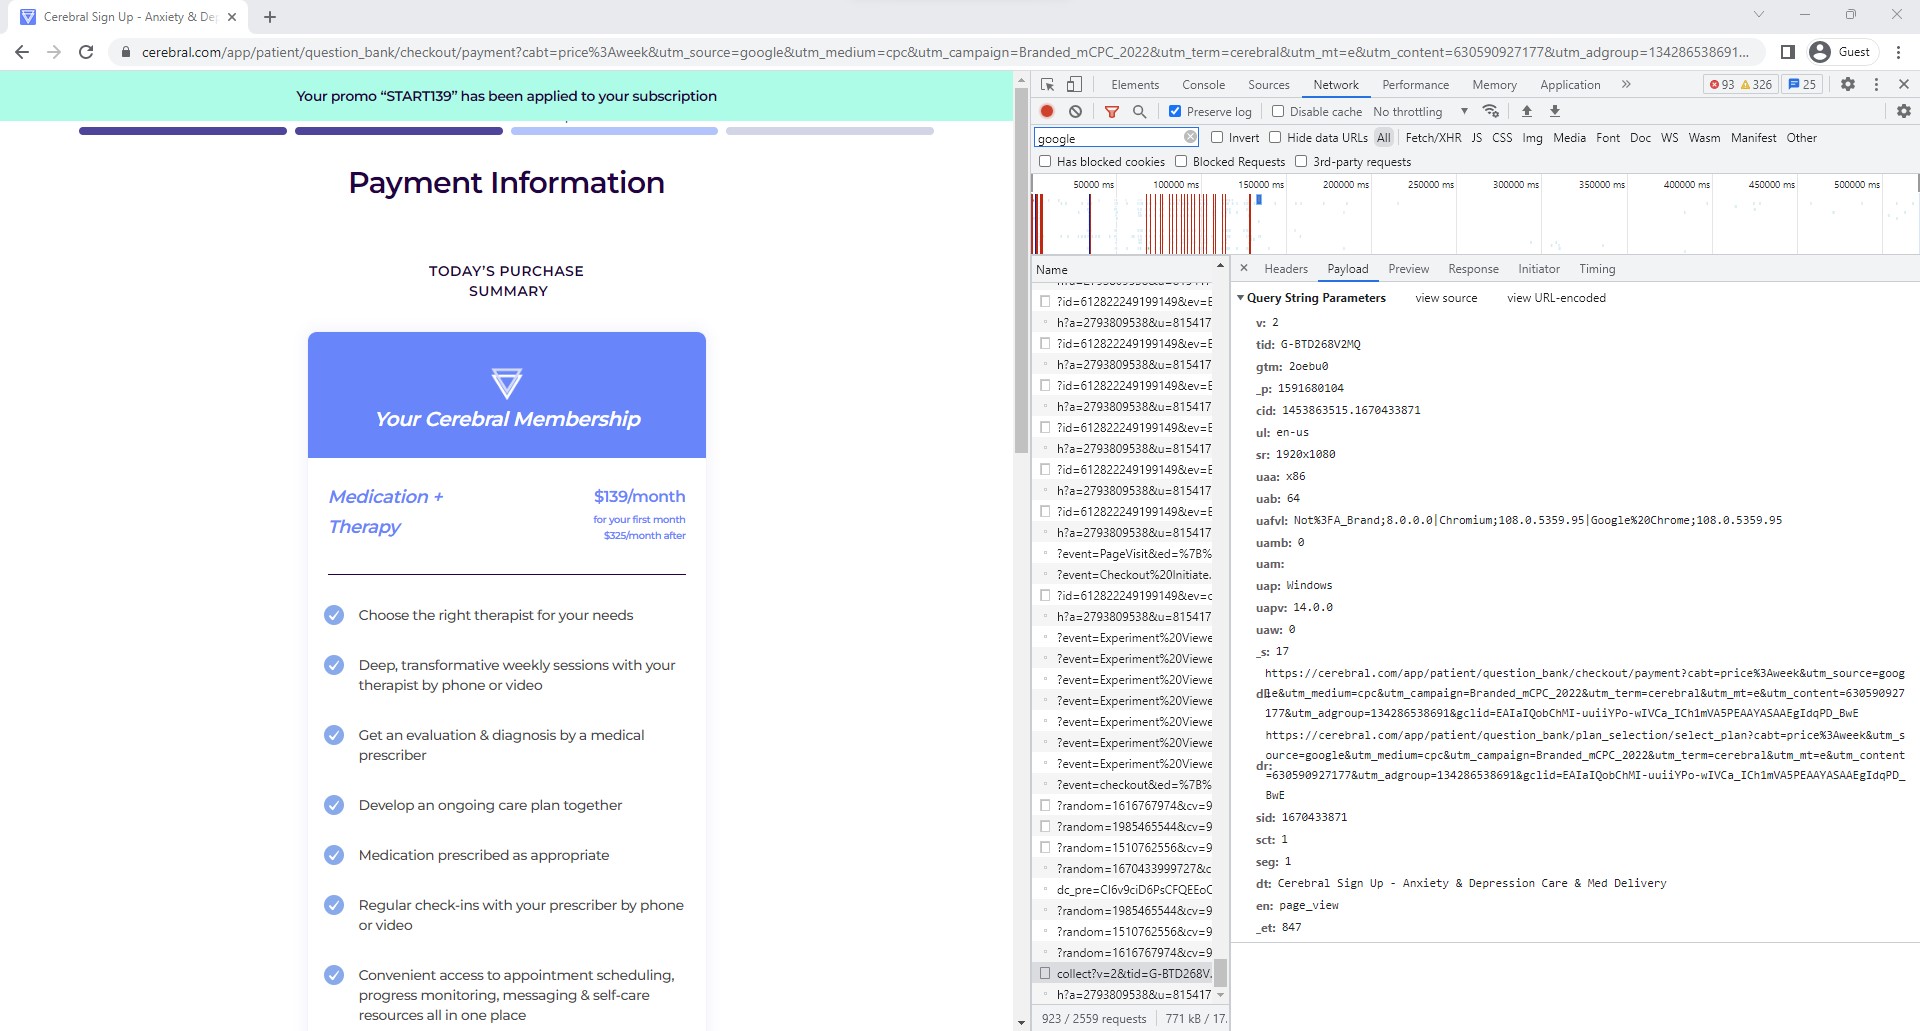 Cerebral Sign Up - Anxiety & De
cerebral.com/app/patient/question_bank/checkout/payment?cabt=price%3Aweek&utm_source=google&utm_medium=cpc&utm_campaign=Branded_mCPC_2022&utm_term=cerebral&utm_mt=e&utm_content=630590927177&utm_adgroup=134286538691...
Guest
Your promo “START139” has been applied to your subscription
Payment Information
TODAY’S PURCHASE
SUMMARY
Your Cerebral Membership
Medication +
Therapy
$139/month
for your first month
$325/month after
Choose the right therapist for your needs
Deep, transformative weekly sessions with your
therapist by phone or video
Get an evaluation & diagnosis by a medical
prescriber
Develop an ongoing care plan together
Medication prescribed as appropriate
Regular check-ins with your prescriber by phone
or video
Convenient access to appointment scheduling,
progress monitoring, messaging & self-care
resources all in one place
Elements Console Sources Network Performance Memory Application 93 326 25
Preserve log Disable cache No throttling
google Invert Hide data URLs All Fetch/XHR JS CSS Img Media Font Doc WS Wasm Manifest Other
Has blocked cookies Blocked Requests 3rd-party requests
50000 ms 100000 ms 150000 ms 200000 ms 250000 ms 300000 ms 350000 ms 400000 ms 450000 ms 500000 ms
Name
?id=612822249199149&ev=E
h?a=2793809538&u=815417
?id=612822249199149&ev=E
h?a=2793809538&u=815417
?id=612822249199149&ev=E
h?a=2793809538&u=815417
?id=612822249199149&ev=E
h?a=2793809538&u=815417
?id=612822249199149&ev=E
h?a=2793809538&u=815417
?id=612822249199149&ev=E
h?a=2793809538&u=815417
?event=PageVisit&ed=%7B%
?event=Checkout%20Initiate.
?id=612822249199149&ev=c
h?a=2793809538&u=815417
?event=Experiment%20Viewe
?event=Experiment%20Viewe
?event=Experiment%20Viewe
?event=Experiment%20Viewe
?event=Experiment%20Viewe
?event=Experiment%20Viewe
?event=Experiment%20Viewe
?event=checkout&ed=%7B%
?random=1616767974&cv=9
?random=1985465544&cv=9
?random=1510762556&cv=9
?random=1670433999727&c
dc_pre=CI6v9ciD6PsCFQEEoC
?random=1985465544&cv=9
?random=1510762556&cv=9
?random=1616767974&cv=9
collect?v=2&tid=G-BTD268V.
h?a=2793809538&u=815417
923 / 2559 requests 771 kB / 17.
Headers Payload Preview Response Initiator Timing
Query String Parameters view source view URL-encoded
v: 2
tid: G-BTD268V2MQ
gtm: 2oebu0
_p: 1591680104
cid: 1453863515.1670433871
ul: en-us
sr: 1920x1080
uaa: x86
uab: 64
uafvl: Not%3FA_Brand;8.0.0.0|Chromium;108.0.5359.95|Google%20Chrome;108.0.5359.95
uamb: 0
uam:
uap: Windows
uapv: 14.0.0
uaw: 0
_s: 17
https://cerebral.com/app/patient/question_bank/checkout/payment?cabt=price%3Aweek&utm_source=goog
dl: le&utm_medium=cpc&utm_campaign=Branded_mCPC_2022&utm_term=cerebral&utm_mt=e&utm_content=630590927
177&utm_adgroup=134286538691&gclid=EAIaIQobChMI-uuiiYPo-wIVCa_ICh1mVA5PEAAYASAAEgIdqPD_BwE
https://cerebral.com/app/patient/question_bank/plan_selection/select_plan?cabt=price%3Aweek&utm_s
ource=google&utm_medium=cpc&utm_campaign=Branded_mCPC_2022&utm_term=cerebral&utm_mt=e&utm_content
dr: =630590927177&utm_adgroup=134286538691&gclid=EAIaIQobChMI-uuiiYPo-wIVCa_ICh1mVA5PEAAYASAAEgIdqPD_
BwE
sid: 1670433871
sct: 1
seg: 1
dt: Cerebral Sign Up - Anxiety & Depression Care & Med Delivery
en: page_view
_et: 847